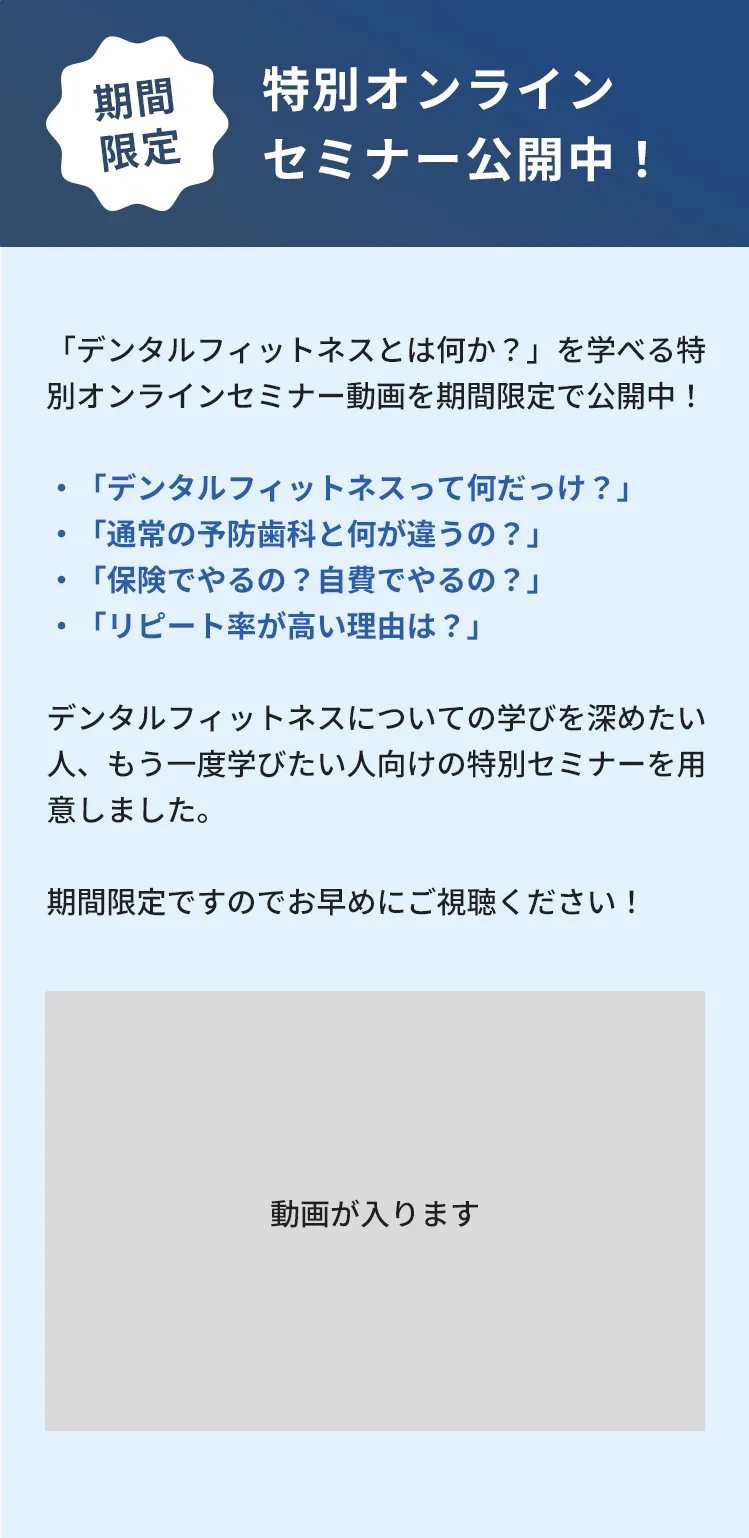 期間
限定
特別オンライン
セミナー公開中！
「デンタルフィットネスとは何か？」を学べる特
別オンラインセミナー動画を期間限定で公開中！
・「デンタルフィットネスって何だっけ？」
・「通常の予防歯科と何が違うの？」
・「保険でやるの？自費でやるの？」
・「リピート率が高い理由は？」
デンタルフィットネスについての学びを深めたい
人、もう一度学びたい人向けの特別セミナーを用
意しました。
期間限定ですのでお早めにご視聴ください！
動画が入ります